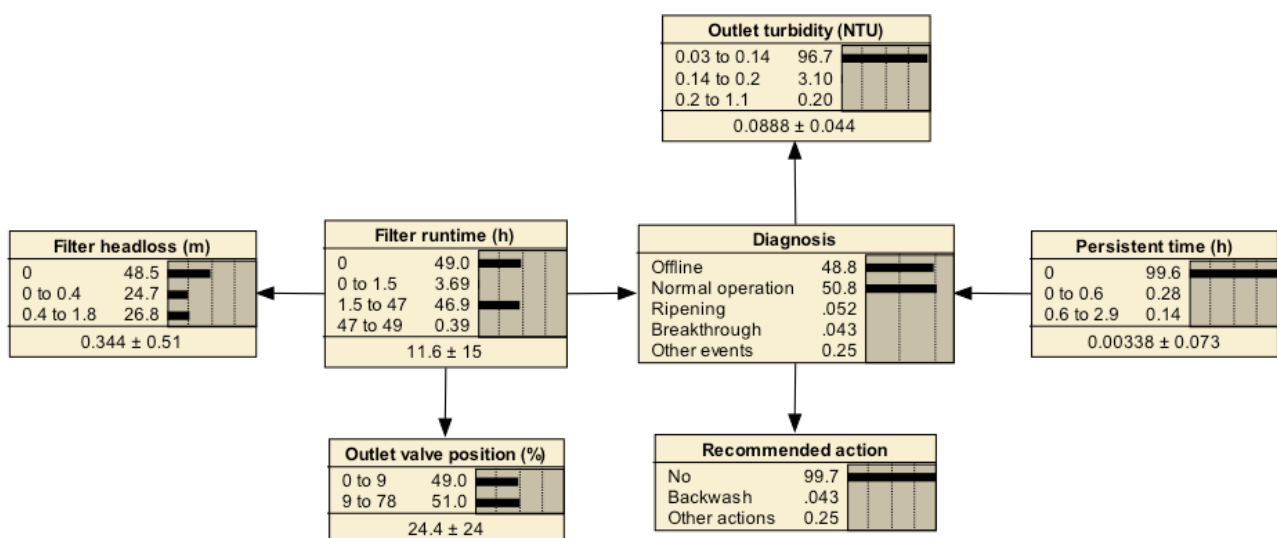 Outlet turbidity (NTU)
0.03 to 0.14 96.7
0.14 to 0.2 3.10
0.2 to 1.1 0.20
0.0888 ± 0.044
Filter headloss (m)
0 48.5
0 to 0.4 24.7
0.4 to 1.8 26.8
0.344 ± 0.51
Filter runtime (h)
0 49.0
0 to 1.5 3.69
1.5 to 47 46.9
47 to 49 0.39
11.6 ± 15
Diagnosis
Offline 48.8
Normal operation 50.8
Ripening .052
Breakthrough .043
Other events 0.25
Persistent time (h)
0 99.6
0 to 0.6 0.28
0.6 to 2.9 0.14
0.00338 ± 0.073
Outlet valve position (%)
0 to 9 49.0
9 to 78 51.0
24.4 ± 24
Recommended action
No 99.7
Backwash .043
Other actions 0.25